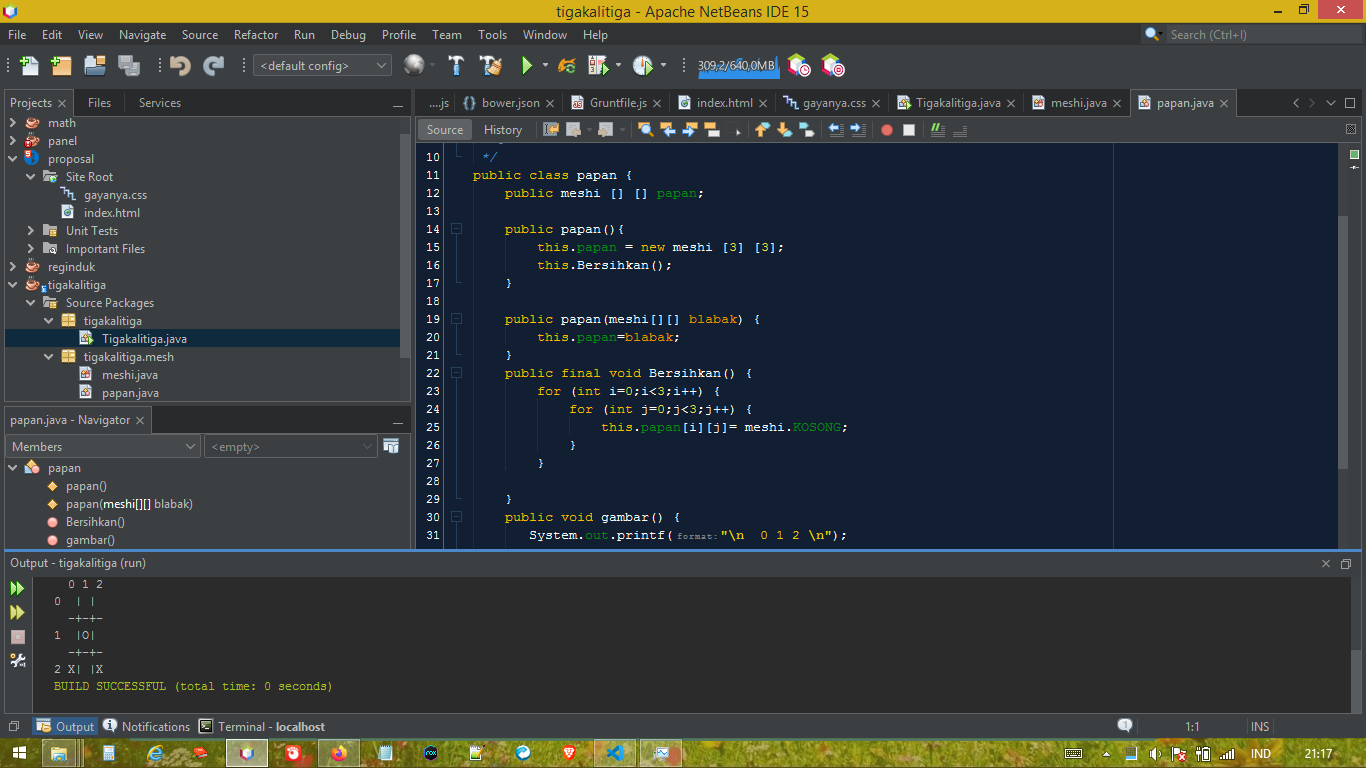 tigakalitiga - Apache NetBeans IDE 15
File Edit View Navigate Source Refactor Run Debug Profile Team Tools Window Help
Search (Ctrl+I)
<default config>
309,2/640,0MB
Projects Files Services
....js bower.json Gruntfile.js index.html gayanya.css Tigakalitiga.java meshi.java papan.java
Source History
math
panel
proposal
Site Root
gayanya.css
index.html
Unit Tests
Important Files
reginduk
tigakalitiga
Source Packages
tigakalitiga
Tigakalitiga.java
tigakalitiga.mesh
meshi.java
papan.java
papan.java - Navigator
Members <empty>
papan
papan()
papan(meshi[][] blabak)
Bersihkan()
gambar()
10 */
11 public class papan {
12 public meshi [] [] papan;
13
14 public papan(){
15 this.papan = new meshi [3] [3];
16 this.Bersihkan();
17 }
18
19 public papan(meshi[][] blabak) {
20 this.papan=blabak;
21 }
22 public final void Bersihkan() {
23 for (int i=0;i<3;i++) {
24 for (int j=0;j<3;j++) {
25 this.papan[i][j]= meshi.KOSONG;
26 }
27 }
28
29 }
30 public void gambar() {
31 System.out.printf(format:"\n  0 1 2 \n");
Output - tigakalitiga (run)
0 1 2
0  | |
-+-+-
1  |O|
-+-+-
2 X| |X
BUILD SUCCESSFUL (total time: 0 seconds)
Output Notifications Terminal - localhost
1 1:1 INS
IND 21:17